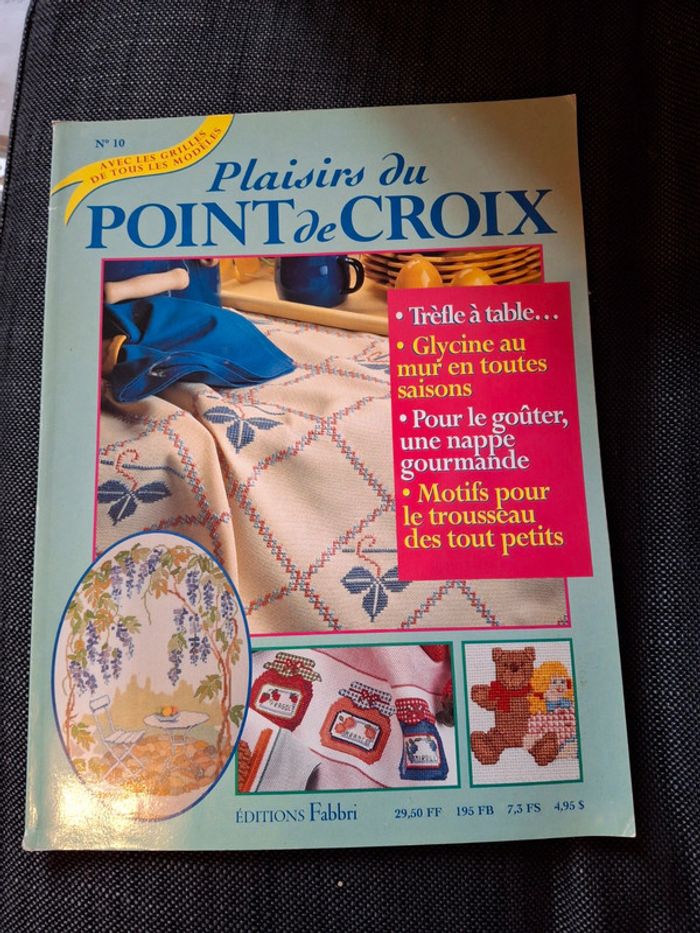 N° 10
AVEC LES GRILLES
DE TOUS LES MODÈLES
Plaisirs du
POINT de CROIX
• Trèfle à table…
• Glycine au
mur en toutes
saisons
• Pour le goûter,
une nappe
gourmande
• Motifs pour
le trousseau
des tout petits
ÉDITIONS Fabbri
29,50 FF 195 FB 7,3 FS 4,95 $